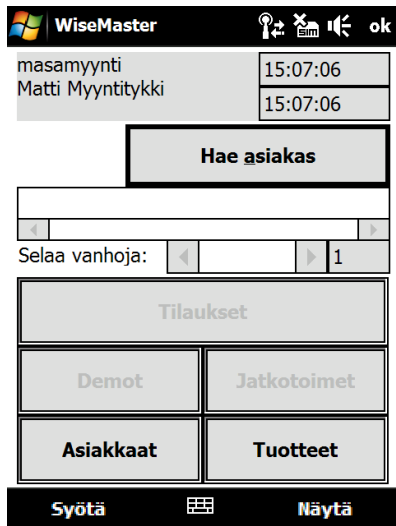 WiseMaster
sim
ok
masamyynti
15:07:06
Matti Myyntitykki
15:07:06
Hae asiakas
Selaa vanhoja:
1
Tilaukset
Demot
Jatkotoimet
Asiakkaat
Tuotteet
Syötä
Näytä